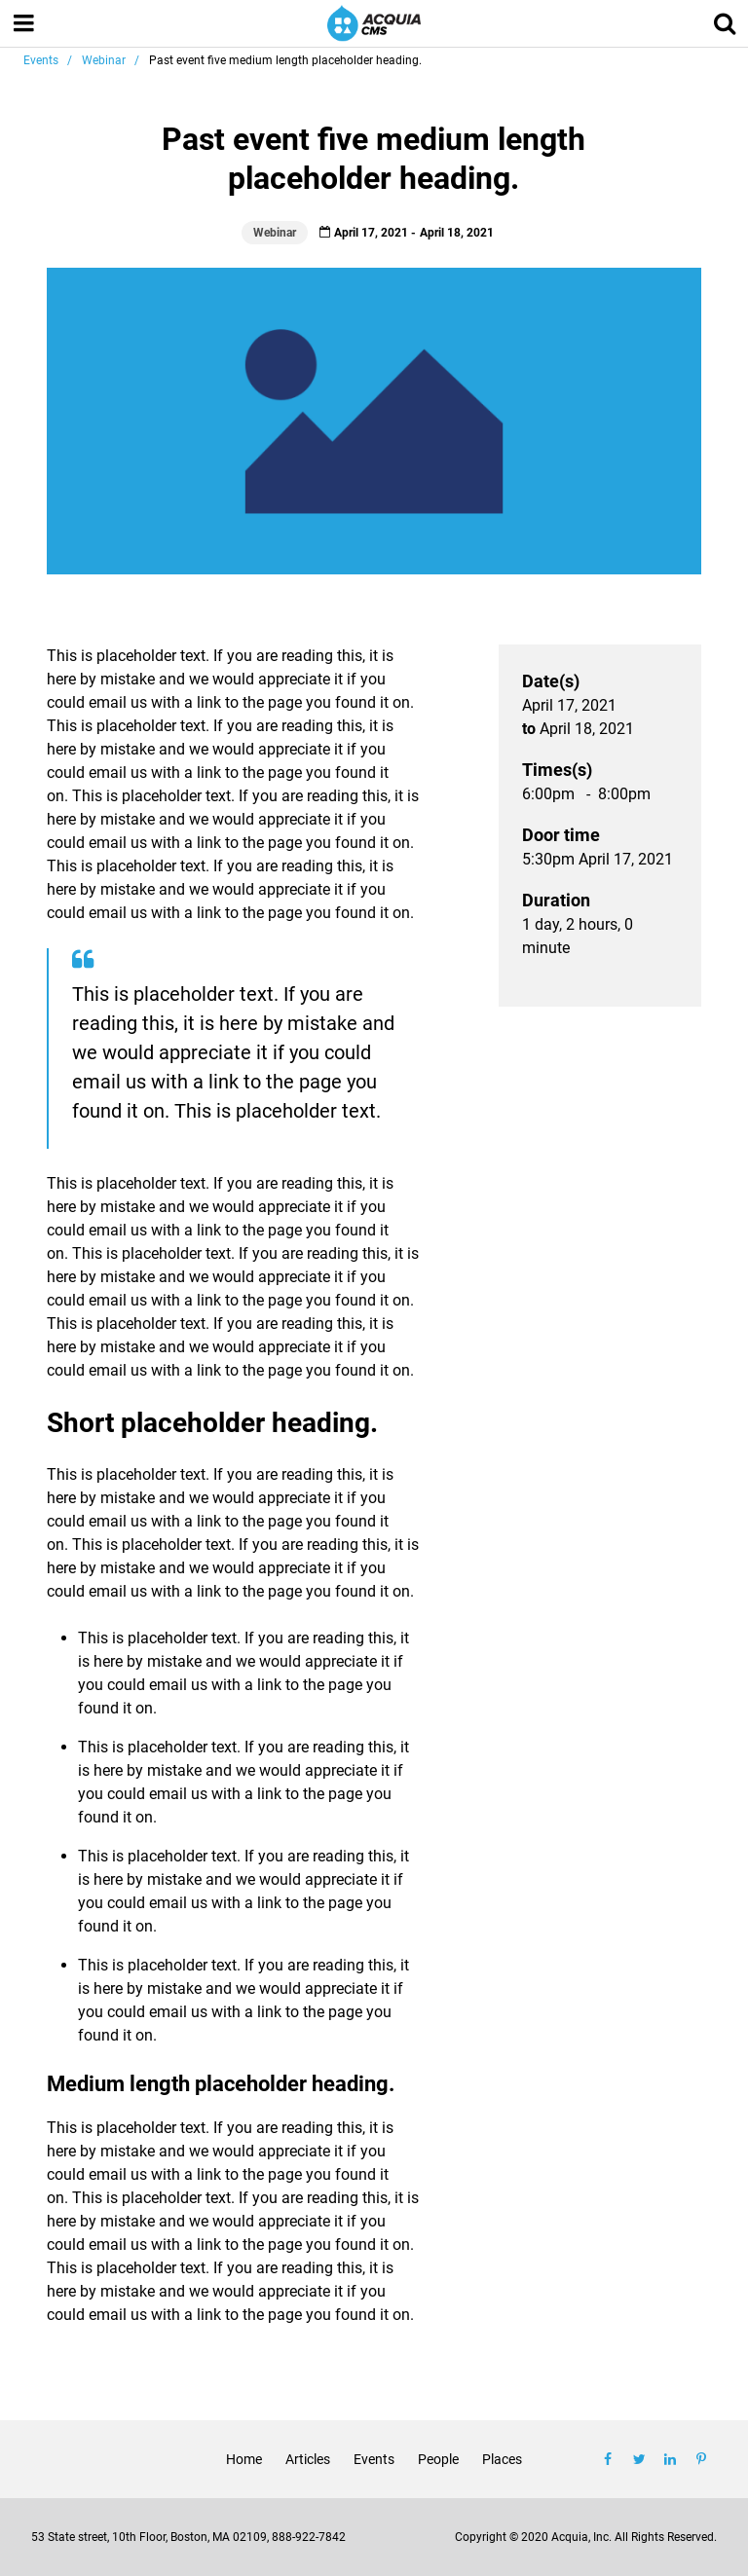 ACQUIA
CMS
Events / Webinar / Past event five medium length placeholder heading.
Past event five medium length
placeholder heading.
Webinar April 17, 2021 - April 18, 2021
This is placeholder text. If you are reading this, it is
here by mistake and we would appreciate it if you
could email us with a link to the page you found it on.
This is placeholder text. If you are reading this, it is
here by mistake and we would appreciate it if you
could email us with a link to the page you found it
on. This is placeholder text. If you are reading this, it is
here by mistake and we would appreciate it if you
could email us with a link to the page you found it on.
This is placeholder text. If you are reading this, it is
here by mistake and we would appreciate it if you
could email us with a link to the page you found it on.
Date(s)
April 17, 2021
to April 18, 2021
Times(s)
6:00pm - 8:00pm
Door time
5:30pm April 17, 2021
Duration
1 day, 2 hours, 0
minute
This is placeholder text. If you are
reading this, it is here by mistake and
we would appreciate it if you could
email us with a link to the page you
found it on. This is placeholder text.
This is placeholder text. If you are reading this, it is
here by mistake and we would appreciate it if you
could email us with a link to the page you found it
on. This is placeholder text. If you are reading this, it is
here by mistake and we would appreciate it if you
could email us with a link to the page you found it on.
This is placeholder text. If you are reading this, it is
here by mistake and we would appreciate it if you
could email us with a link to the page you found it on.
Short placeholder heading.
This is placeholder text. If you are reading this, it is
here by mistake and we would appreciate it if you
could email us with a link to the page you found it
on. This is placeholder text. If you are reading this, it is
here by mistake and we would appreciate it if you
could email us with a link to the page you found it on.
• This is placeholder text. If you are reading this, it
is here by mistake and we would appreciate it if
you could email us with a link to the page you
found it on.
• This is placeholder text. If you are reading this, it
is here by mistake and we would appreciate it if
you could email us with a link to the page you
found it on.
• This is placeholder text. If you are reading this, it
is here by mistake and we would appreciate it if
you could email us with a link to the page you
found it on.
• This is placeholder text. If you are reading this, it
is here by mistake and we would appreciate it if
you could email us with a link to the page you
found it on.
Medium length placeholder heading.
This is placeholder text. If you are reading this, it is
here by mistake and we would appreciate it if you
could email us with a link to the page you found it
on. This is placeholder text. If you are reading this, it is
here by mistake and we would appreciate it if you
could email us with a link to the page you found it on.
This is placeholder text. If you are reading this, it is
here by mistake and we would appreciate it if you
could email us with a link to the page you found it on.
Home Articles Events People Places
53 State street, 10th Floor, Boston, MA 02109, 888-922-7842
Copyright © 2020 Acquia, Inc. All Rights Reserved.